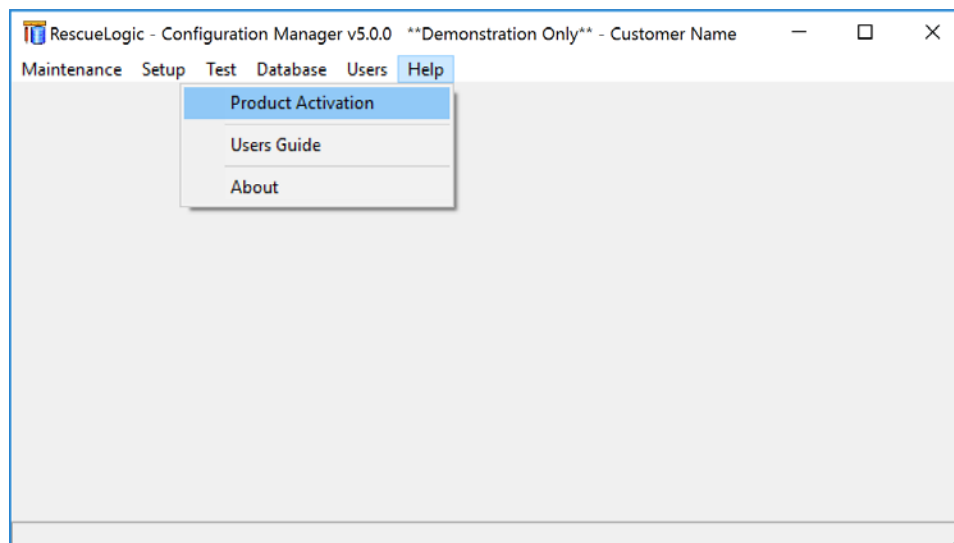 RescueLogic - Configuration Manager v5.0.0 **Demonstration Only** - Customer Name
Maintenance Setup Test Database Users Help
Product Activation
Users Guide
About